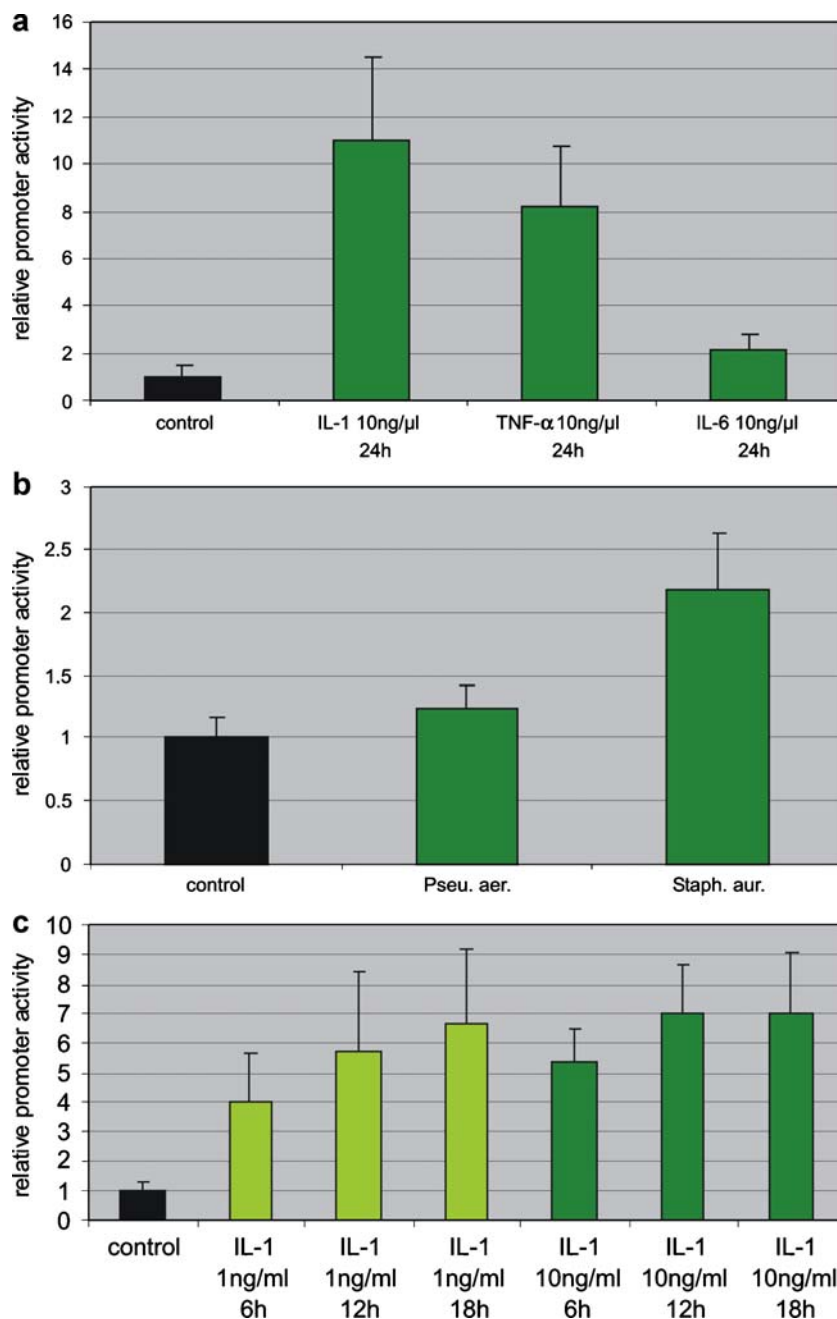 a
relative promoter activity
16
14
12
10
8
6
4
2
0
control IL-1 10ng/µl TNF-α 10ng/µl IL-6 10ng/µl
24h 24h 24h
b
relative promoter activity
3
2.5
2
1.5
1
0.5
0
control Pseu. aer. Staph. aur.
c
relative promoter activity
10
9
8
7
6
5
4
3
2
1
0
control IL-1 IL-1 IL-1 IL-1 IL-1 IL-1
1ng/ml 1ng/ml 1ng/ml 10ng/ml 10ng/ml 10ng/ml
6h 12h 18h 6h 12h 18h